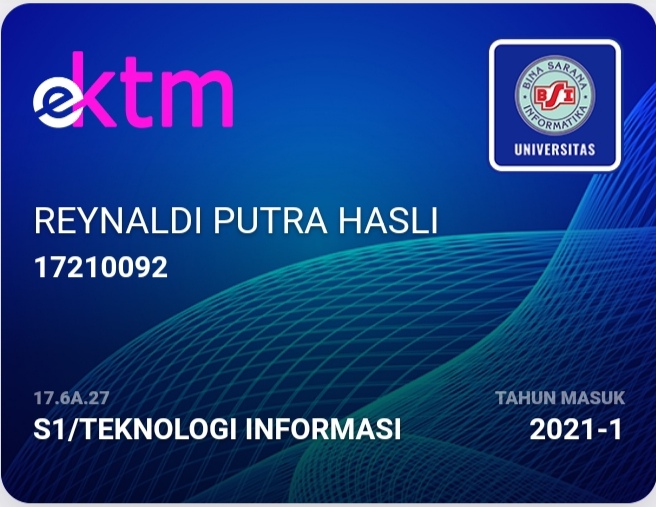 ektm
BINA SARANA
BSI
INFORMATIKA
UNIVERSITAS
REYNALDI PUTRA HASLI
17210092
17.6A.27
TAHUN MASUK
S1/TEKNOLOGI INFORMASI
2021-1